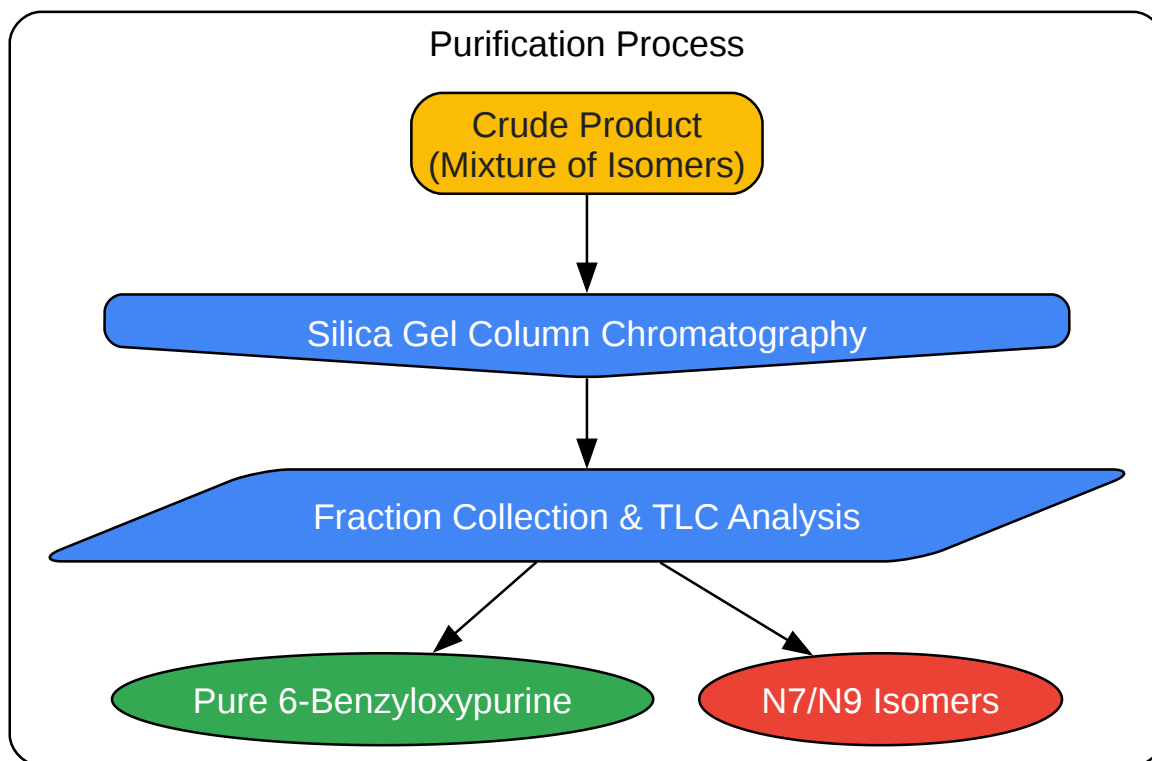 Purification Process
Crude Product
(Mixture of Isomers)
Silica Gel Column Chromatography
Fraction Collection & TLC Analysis
Pure 6-Benzyloxypurine
N7/N9 Isomers